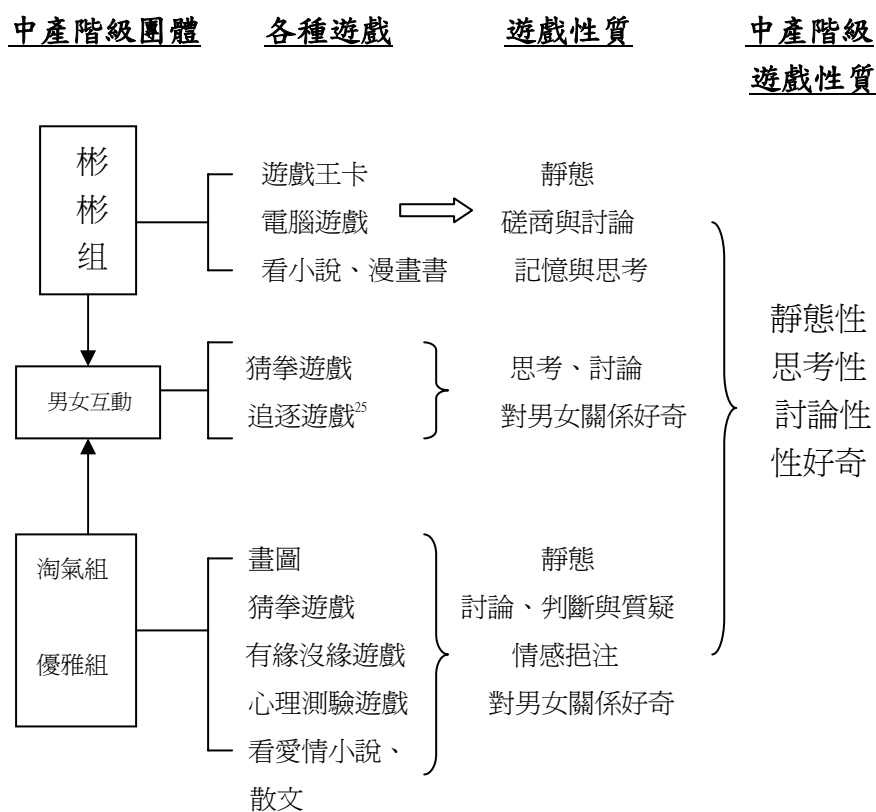 中產階級團體 各種遊戲 遊戲性質 中產階級
遊戲性質
彬
彬
組
遊戲王卡 靜態
電腦遊戲 磋商與討論
看小說、漫畫書 記憶與思考
男女互動
猜拳遊戲 思考、討論
追逐遊戲25 對男女關係好奇
靜態性
思考性
討論性
性好奇
淘氣組
優雅組
畫圖 靜態
猜拳遊戲 討論、判斷與質疑
有緣沒緣遊戲 情感挹注
心理測驗遊戲 對男女關係好奇
看愛情小說、
散文